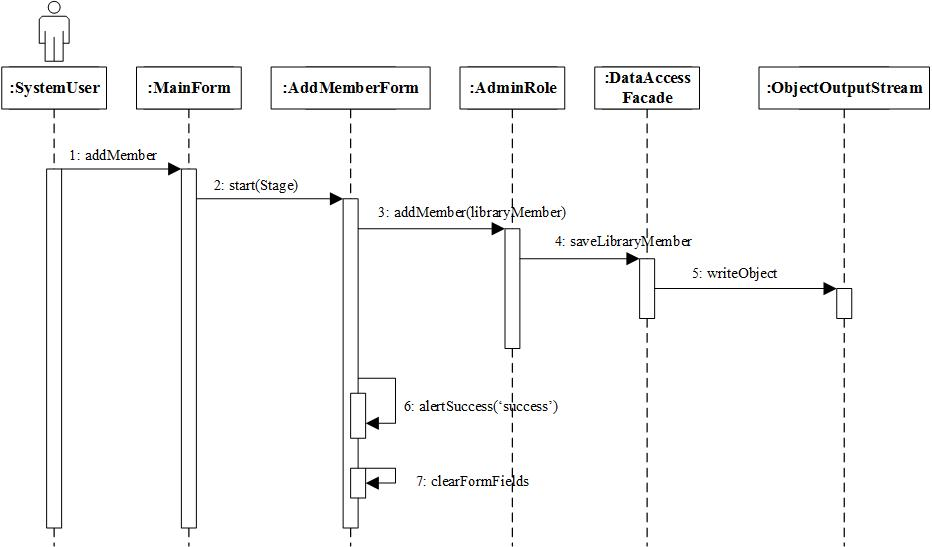 :SystemUser
:MainForm
:AddMemberForm
:AdminRole
:DataAccess
Facade
:ObjectOutputStream
1: addMember
2: start(Stage)
3: addMember(libraryMember)
4: saveLibraryMember
5: writeObject
6: alertSuccess(‘success’)
7: clearFormFields